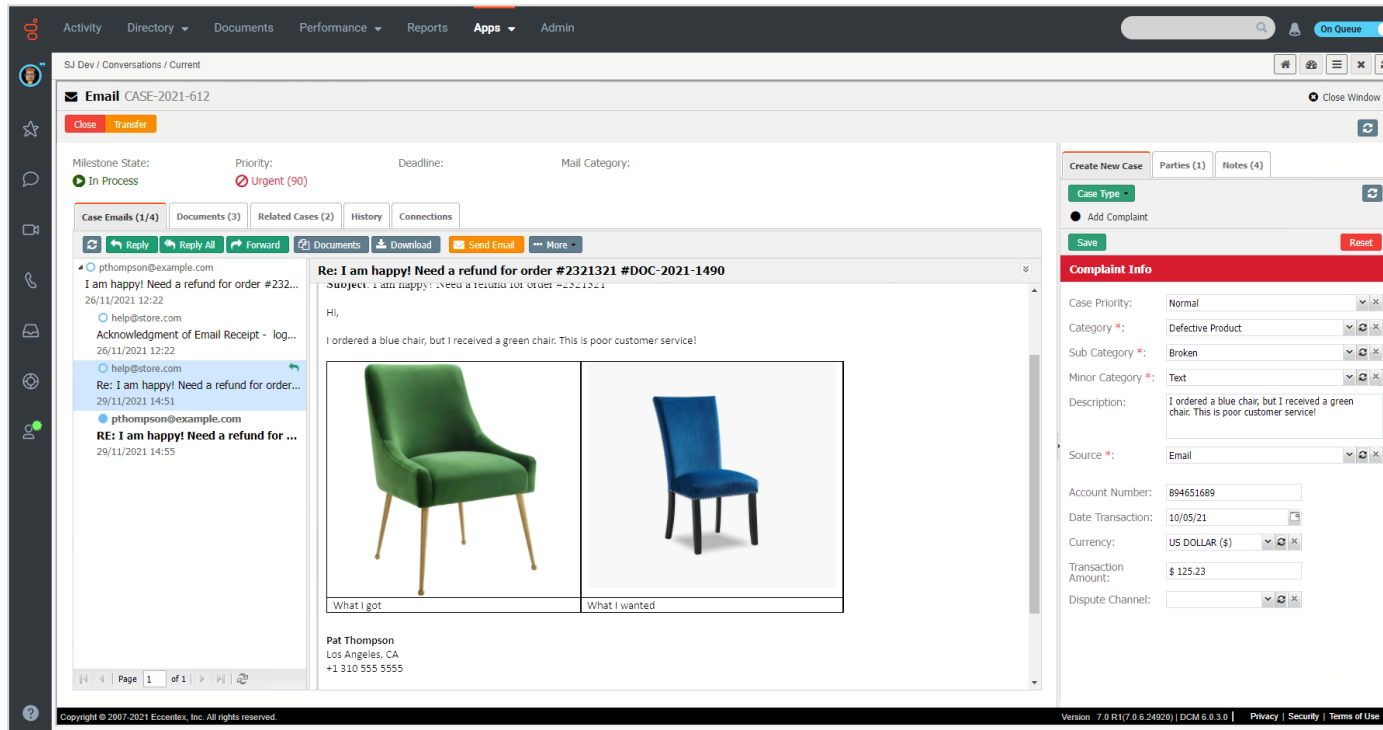 Activity Directory Documents Performance Reports Apps Admin
On Queue
SJ Dev / Conversations / Current
Email CASE-2021-612
Close Window
Close Transfer
Milestone State: Priority: Deadline: Mail Category:
In Process Urgent (90)
Case Emails (1/4) Documents (3) Related Cases (2) History Connections
Reply Reply All Forward Documents Download Send Email More
pthompson@example.com
I am happy! Need a refund for order #232...
26/11/2021 12:22
help@store.com
Acknowledgment of Email Receipt - log...
26/11/2021 12:22
help@store.com
Re: I am happy! Need a refund for order...
29/11/2021 14:51
pthompson@example.com
RE: I am happy! Need a refund for ...
29/11/2021 14:55
Page 1 of 1
Re: I am happy! Need a refund for order #2321321 #DOC-2021-1490
Subject: I am happy! Need a refund for order #2321321
Hi,
I ordered a blue chair, but I received a green chair. This is poor customer service!
What I got What I wanted
Pat Thompson
Los Angeles, CA
+1 310 555 5555
Create New Case Parties (1) Notes (4)
Case Type
Add Complaint
Save Reset
Complaint Info
Case Priority: Normal
Category *: Defective Product
Sub Category *: Broken
Minor Category *: Text
Description: I ordered a blue chair, but I received a green
chair. This is poor customer service!
Source *: Email
Account Number: 894651689
Date Transaction: 10/05/21
Currency: US DOLLAR ($)
Transaction
Amount: $ 125.23
Dispute Channel:
Copyright © 2007-2021 Eccentex, Inc. All rights reserved.
Version 7.0 R1(7.0.6.24920) | DCM 6.0.3.0 | Privacy | Security | Terms of Use